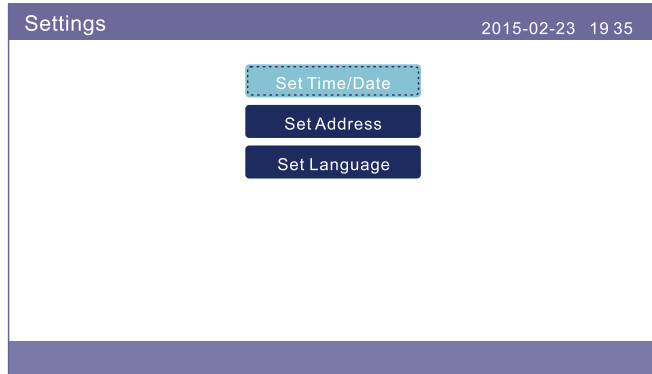 Settings
2015-02-23 19 35
Set Time/Date
Set Address
Set Language